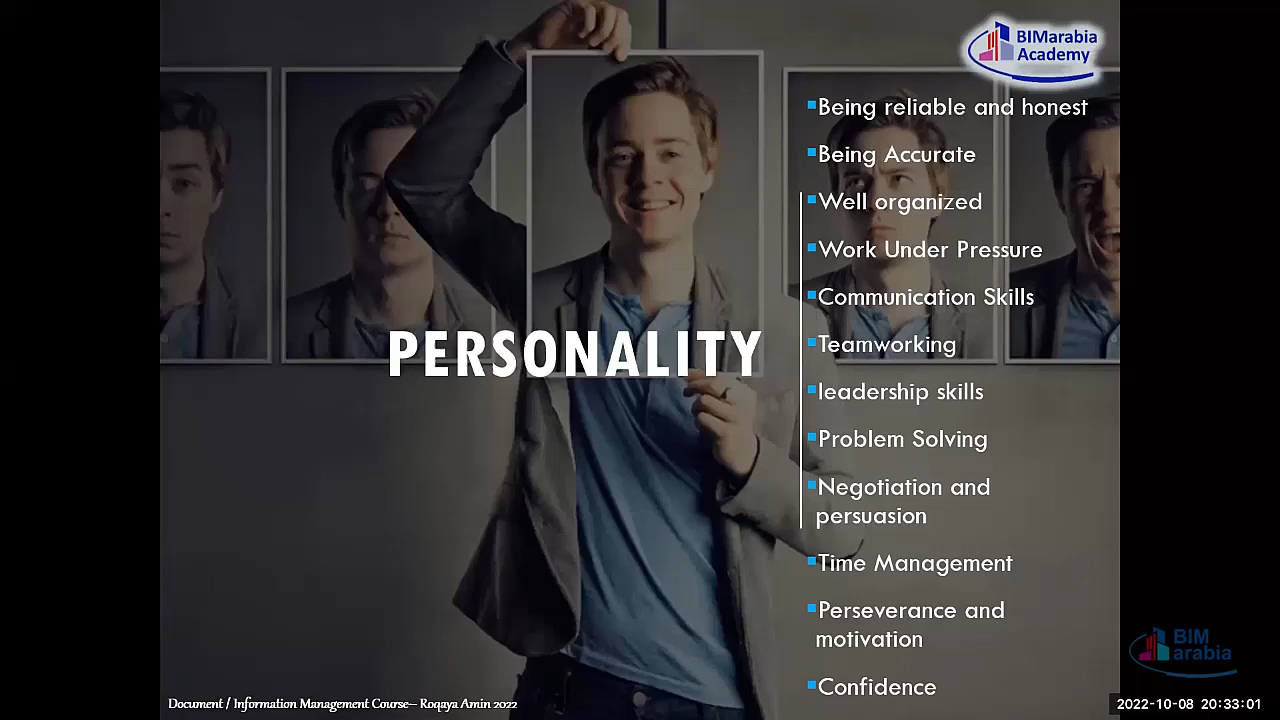 BIMarabia
Academy
Being reliable and honest
Being Accurate
Well organized
Work Under Pressure
Communication Skills
Teamworking
leadership skills
Problem Solving
Negotiation and
persuasion
Time Management
Perseverance and
motivation
Confidence
PERSONALITY
BIM
arabia
Document / Information Management Course– Roqaya Amin 2022
2022-10-08 20:33:01